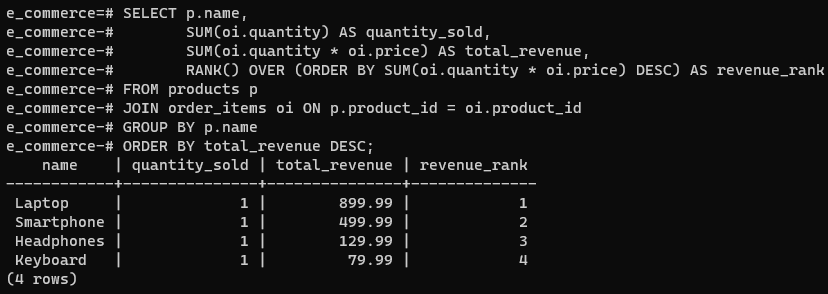 e_commerce=# SELECT p.name,
e_commerce-#        SUM(oi.quantity) AS quantity_sold,
e_commerce-#        SUM(oi.quantity * oi.price) AS total_revenue,
e_commerce-#        RANK() OVER (ORDER BY SUM(oi.quantity * oi.price) DESC) AS revenue_rank
e_commerce-# FROM products p
e_commerce-# JOIN order_items oi ON p.product_id = oi.product_id
e_commerce-# GROUP BY p.name
e_commerce-# ORDER BY total_revenue DESC;
    name    | quantity_sold | total_revenue | revenue_rank
------------+---------------+---------------+--------------
 Laptop     |             1 |        899.99 |            1
 Smartphone |             1 |        499.99 |            2
 Headphones |             1 |        129.99 |            3
 Keyboard   |             1 |         79.99 |            4
(4 rows)